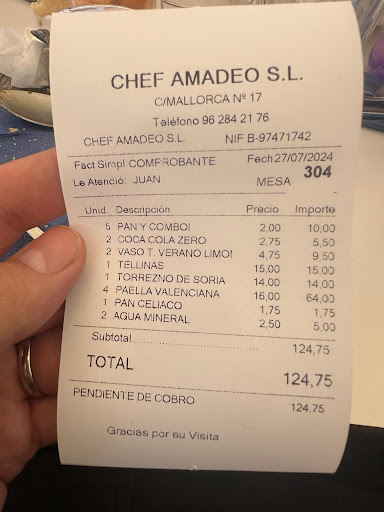 CHEF AMADEO S.L.
C/MALLORCA Nº 17
Teléfono 96 284 21 76
CHEF AMADEO S.L. NIF B-97471742
Fact Simpl: COMPROBANTE Fech 27/07/2024
Le Atenció: JUAN MESA 304
Unid. Descripción Precio Importe
5 PAN Y COMBOI 2,00 10,00
2 COCA COLA ZERO 2,75 5,50
2 VASO T. VERANO LIMOI 4,75 9,50
1 TELLINAS 15,00 15,00
1 TORREZNO DE SORIA 14,00 14,00
4 PAELLA VALENCIANA 16,00 64,00
1 PAN CELIACO 1,75 1,75
2 AGUA MINERAL 2,50 5,00
Subtotal 124,75
TOTAL 124,75
PENDIENTE DE COBRO 124,75
Gracias por su Visita